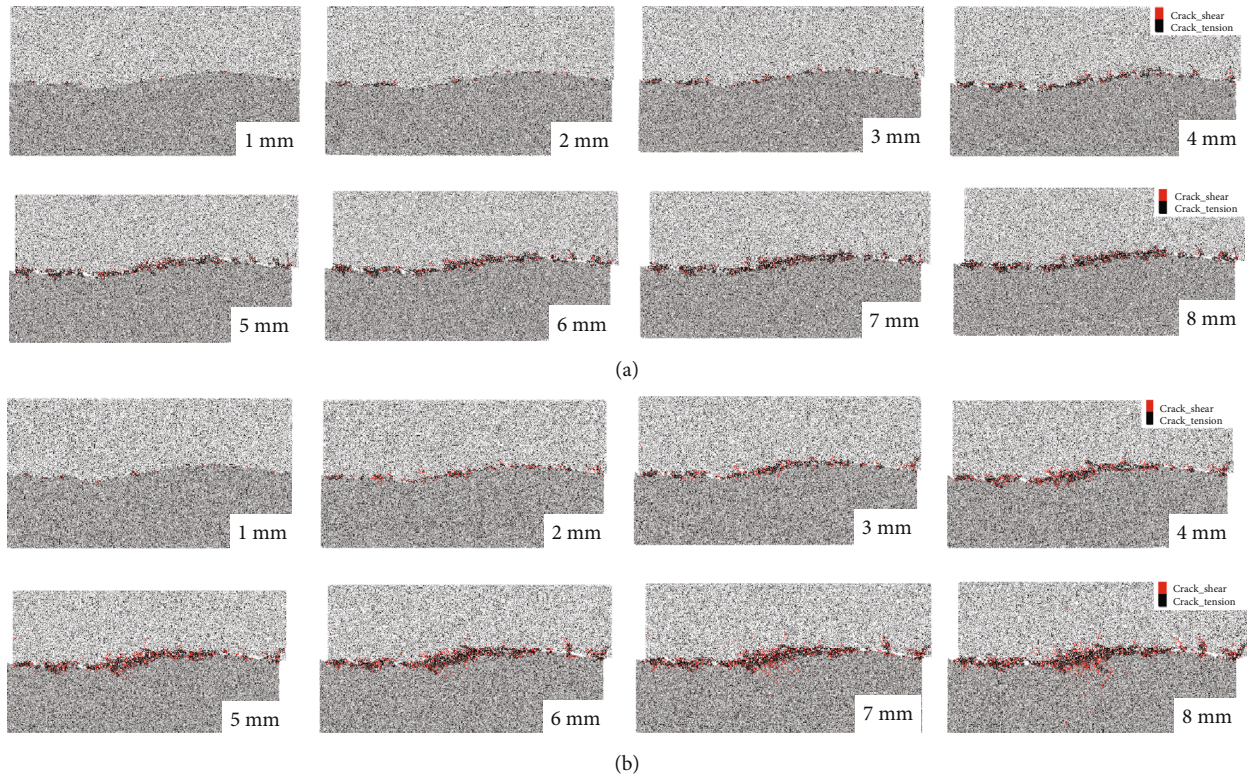 Crack_shear
Crack_tension
1 mm
2 mm
3 mm
4 mm
Crack_shear
Crack_tension
5 mm
6 mm
7 mm
8 mm
(a)
Crack_shear
Crack_tension
1 mm
2 mm
3 mm
4 mm
Crack_shear
Crack_tension
5 mm
6 mm
7 mm
8 mm
(b)